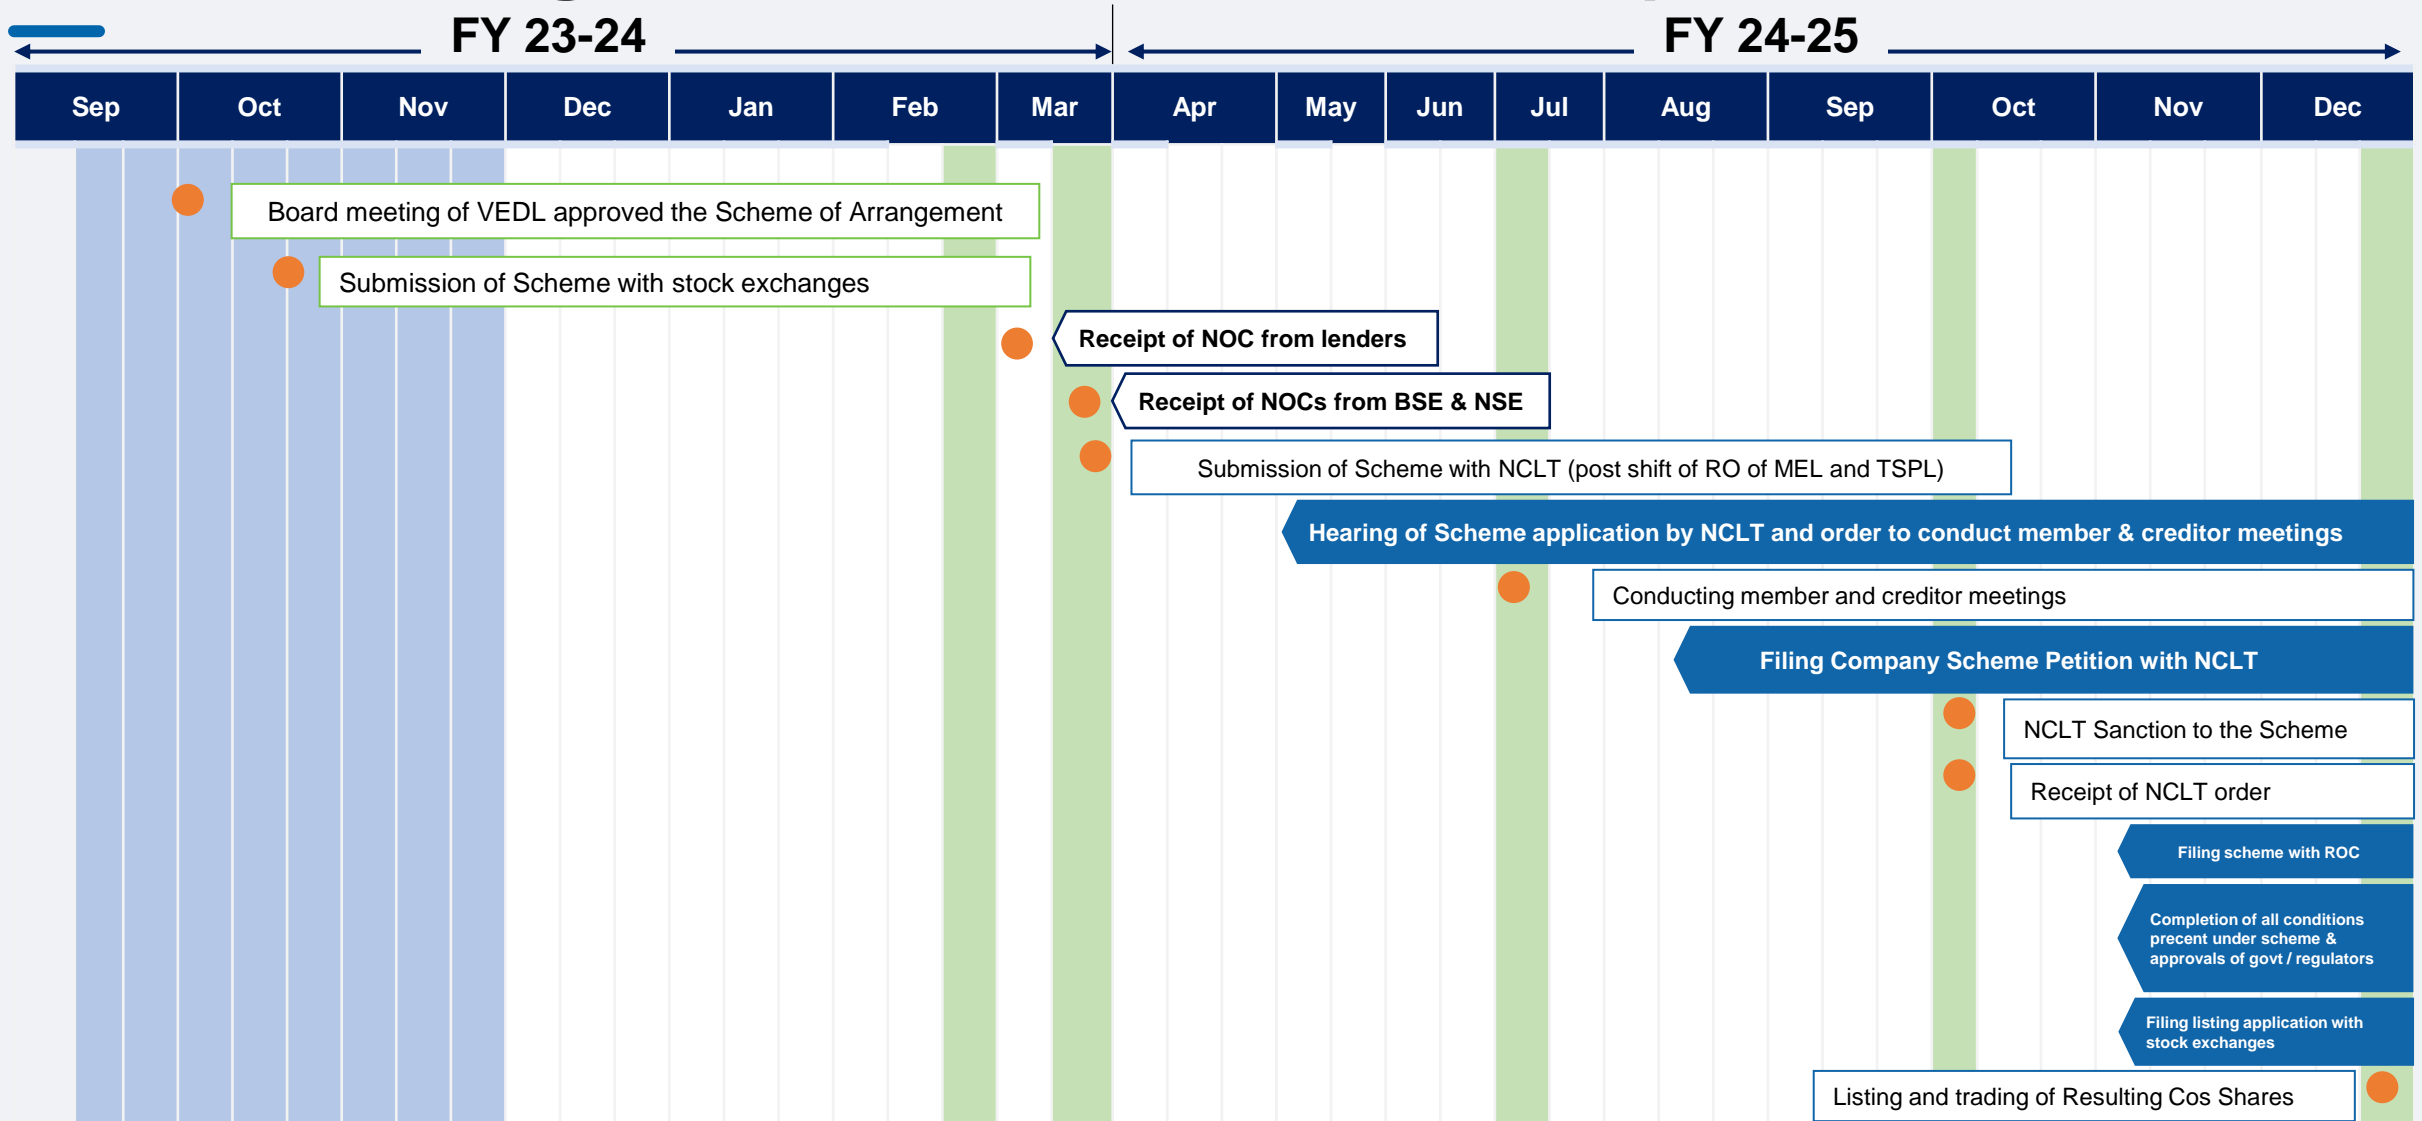 FY 23-24
FY 24-25
Sep Oct Nov Dec Jan Feb Mar Apr May Jun Jul Aug Sep Oct Nov Dec
Board meeting of VEDL approved the Scheme of Arrangement
Submission of Scheme with stock exchanges
Receipt of NOC from lenders
Receipt of NOCs from BSE & NSE
Submission of Scheme with NCLT (post shift of RO of MEL and TSPL)
Hearing of Scheme application by NCLT and order to conduct member & creditor meetings
Conducting member and creditor meetings
Filing Company Scheme Petition with NCLT
NCLT Sanction to the Scheme
Receipt of NCLT order
Filing scheme with ROC
Completion of all conditions
precent under scheme &
approvals of govt / regulators
Filing listing application with
stock exchanges
Listing and trading of Resulting Cos Shares